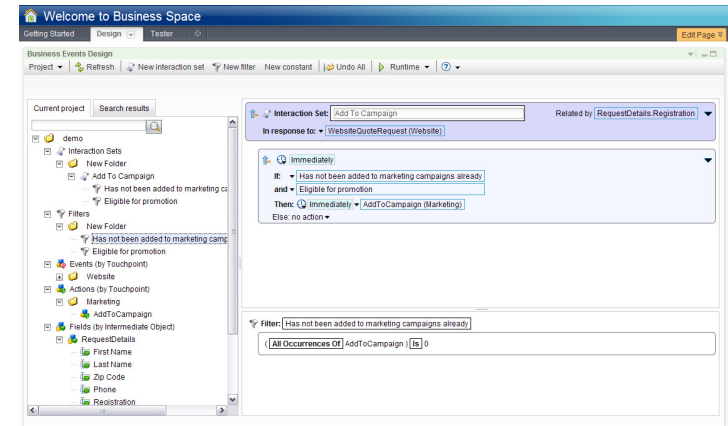 Welcome to Business Space
Getting Started Design Tester Edit Page
Business Events Design
Project Refresh New interaction set New filter New constant Undo All Runtime
Current project Search results
demo
Interaction Sets
New Folder
Add To Campaign
Has not been added to marketing ca
Eligible for promotion
Filters
New Folder
Has not been added to marketing camp
Eligible for promotion
Events (by Touchpoint)
Website
Actions (by Touchpoint)
Marketing
AddToCampaign
Fields (by Intermediate Object)
RequestDetails
First Name
Last Name
Zip Code
Phone
Registration
Interaction Set: Add To Campaign Related by RequestDetails.Registration
In response to: WebsiteQuoteRequest (Website)
Immediately
If: Has not been added to marketing campaigns already
and Eligible for promotion
Then: Immediately AddToCampaign (Marketing)
Else: no action
Filter: Has not been added to marketing campaigns already
( All Occurrences Of AddToCampaign ) Is 0